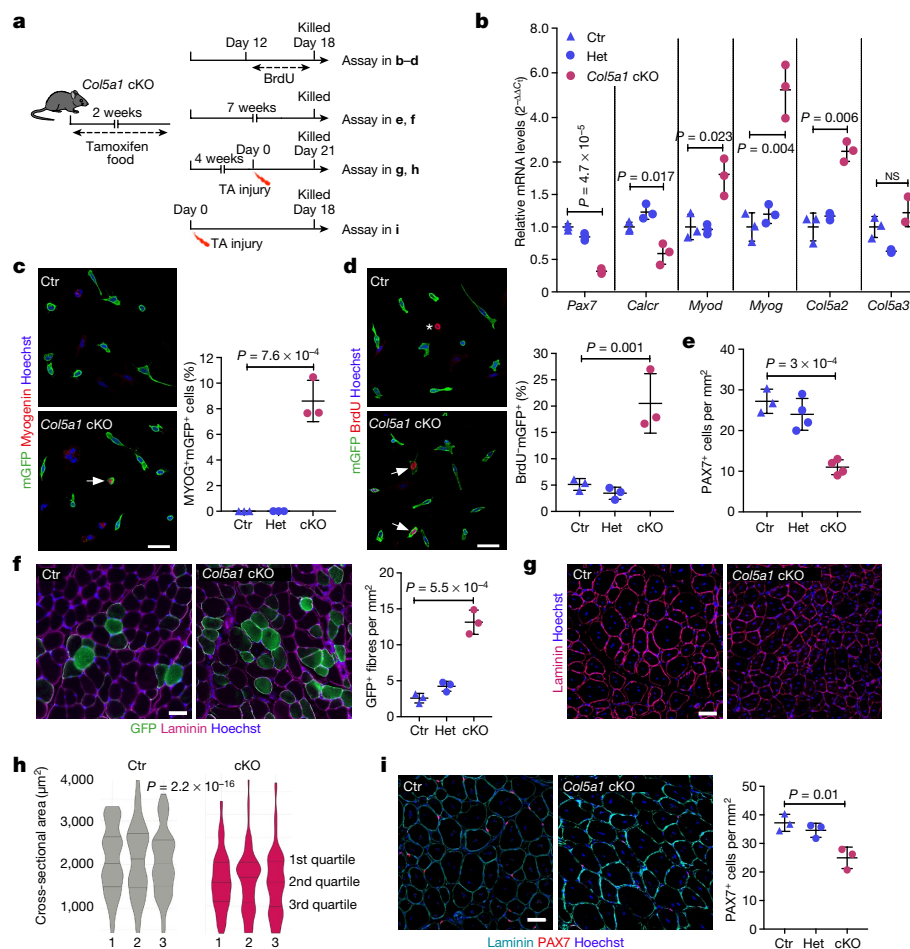 a
Col5a1 cKO
2 weeks
Tamoxifen
food
Killed
Day 12 Day 18
BrdU
Assay in b–d
Killed
7 weeks
Assay in e, f
Killed
4 weeks Day 0 Day 21
TA injury
Assay in g, h
Killed
Day 0 Day 18
TA injury
Assay in i
b
Relative mRNA levels (2−ΔΔCt)
8.0
6.0
4.0
2.0
1.5
1.0
0.5
0
Ctr
Het
Col5a1 cKO
P = 4.7 × 10−5
P = 0.017
P = 0.023
P = 0.004
P = 0.006
NS
Pax7 Calcr Myod Myog Col5a2 Col5a3
c
Ctr
Col5a1 cKO
mGFP Myogenin Hoechst
P = 7.6 × 10−4
MYOG+mGFP+ cells (%)
12
10
8
6
4
2
0
Ctr Het cKO
d
Ctr
*
Col5a1 cKO
mGFP BrdU Hoechst
P = 0.001
BrdU−mGFP+ (%)
35
30
25
20
15
10
5
0
Ctr Het cKO
e
P = 3 × 10−4
PAX7+ cells per mm2
40
30
20
10
0
Ctr Het cKO
f
Ctr
Col5a1 cKO
GFP Laminin Hoechst
P = 5.5 × 10−4
GFP+ fibres per mm2
20
15
10
5
0
Ctr Het cKO
g
Ctr
Col5a1 cKO
Laminin Hoechst
h
Ctr cKO
P = 2.2 × 10−16
Cross-sectional area (μm2)
4,000
3,000
2,000
1,000
1st quartile
2nd quartile
3rd quartile
1 2 3 1 2 3
i
Ctr
Col5a1 cKO
Laminin PAX7 Hoechst
P = 0.01
PAX7+ cells per mm2
50
40
30
20
10
0
Ctr Het cKO